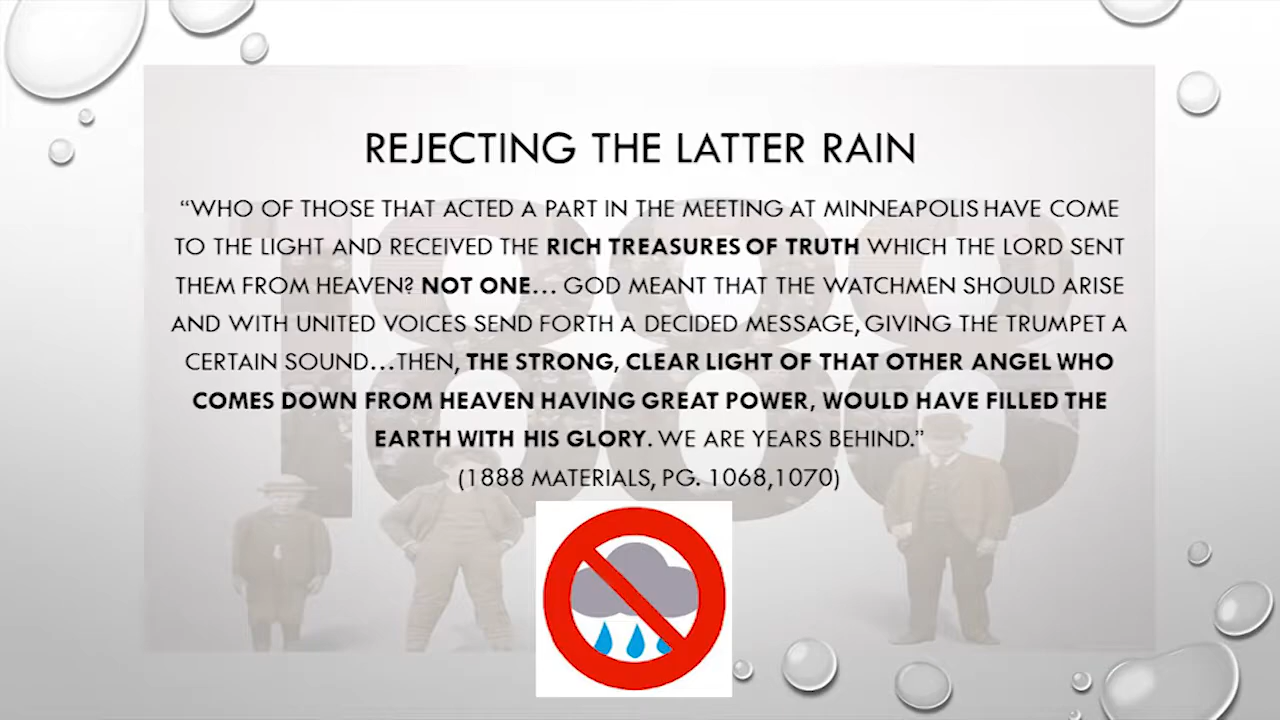 REJECTING THE LATTER RAIN
“WHO OF THOSE THAT ACTED A PART IN THE MEETING AT MINNEAPOLIS HAVE COME
TO THE LIGHT AND RECEIVED THE RICH TREASURES OF TRUTH WHICH THE LORD SENT
THEM FROM HEAVEN? NOT ONE... GOD MEANT THAT THE WATCHMEN SHOULD ARISE
AND WITH UNITED VOICES SEND FORTH A DECIDED MESSAGE, GIVING THE TRUMPET A
CERTAIN SOUND...THEN, THE STRONG, CLEAR LIGHT OF THAT OTHER ANGEL WHO
COMES DOWN FROM HEAVEN HAVING GREAT POWER, WOULD HAVE FILLED THE
EARTH WITH HIS GLORY. WE ARE YEARS BEHIND.”
(1888 MATERIALS, PG. 1068,1070)
1888